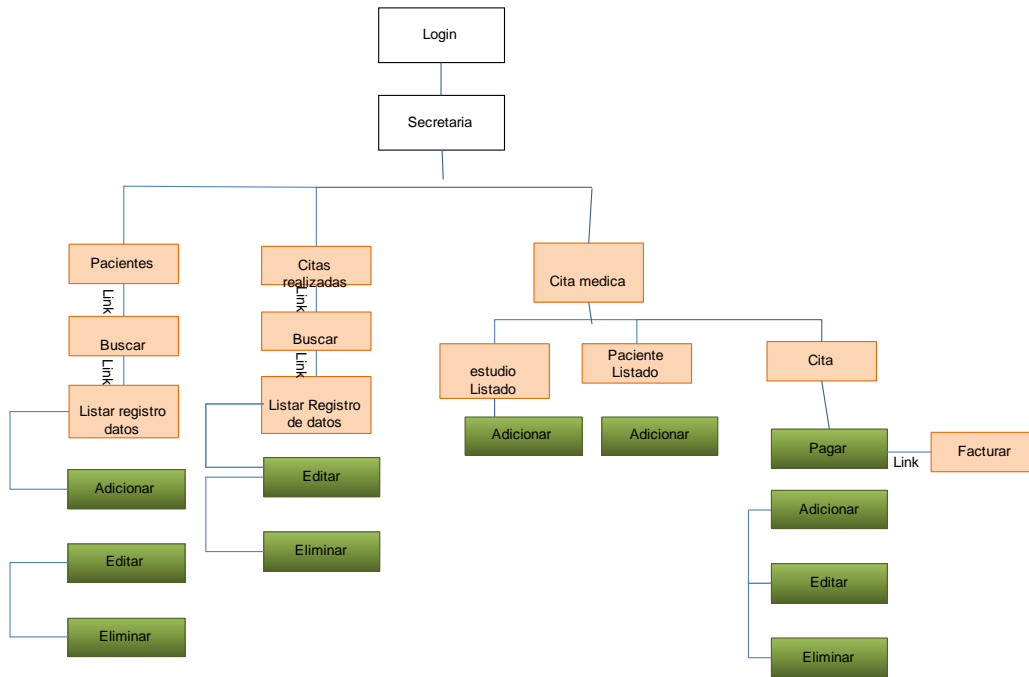 Login
Secretaria
Pacientes
Link
Buscar
Link
Listar registro
datos
Adicionar
Editar
Eliminar
Citas
realizadas
Link
Buscar
Link
Listar Registro
de datos
Editar
Eliminar
Cita medica
estudio
Listado
Adicionar
Paciente
Listado
Adicionar
Cita
Pagar
Link
Facturar
Adicionar
Editar
Eliminar